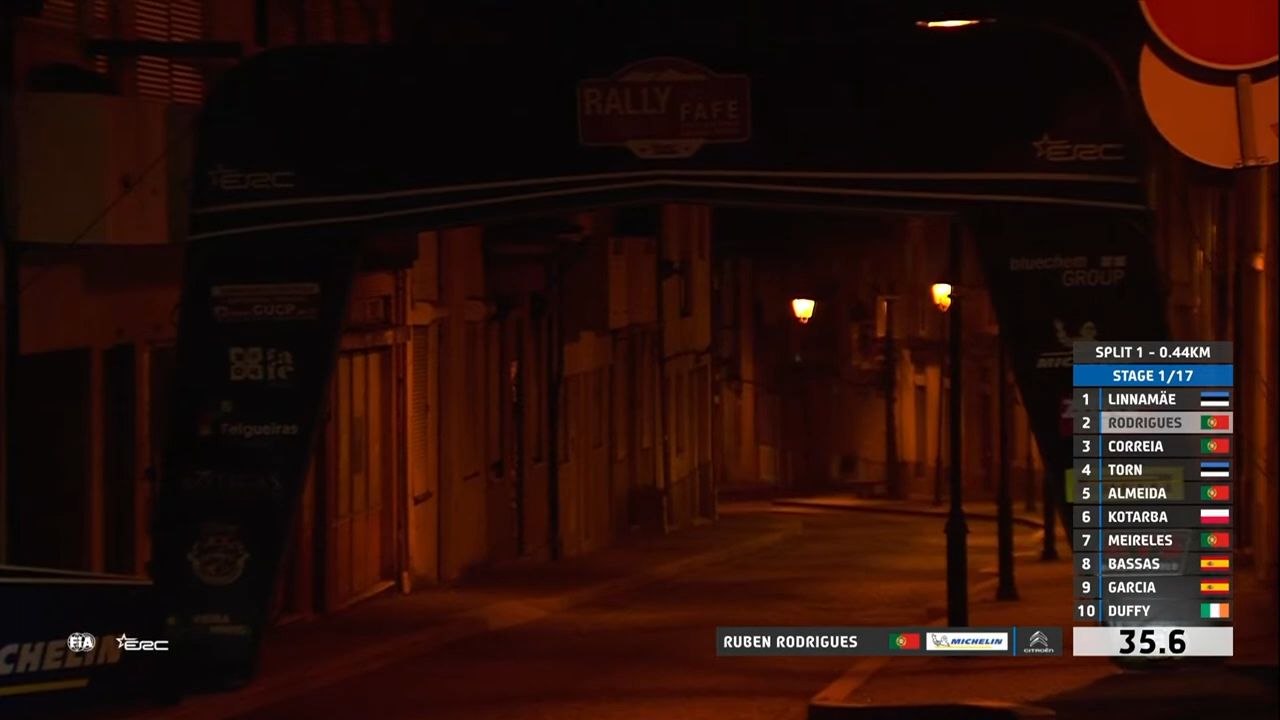 RALLY
FAFE
ERC
ERC
bluechem
GROUP
Felgueiras
SPLIT 1 - 0.44KM
STAGE 1/17
1 LINNAMÄE
2 RODRIGUES
3 CORREIA
4 TORN
5 ALMEIDA
6 KOTARBA
7 MEIRELES
8 BASSAS
9 GARCIA
10 DUFFY
35.6
RUBEN RODRIGUES MICHELIN CITROËN
CHELIN
FIA ERC